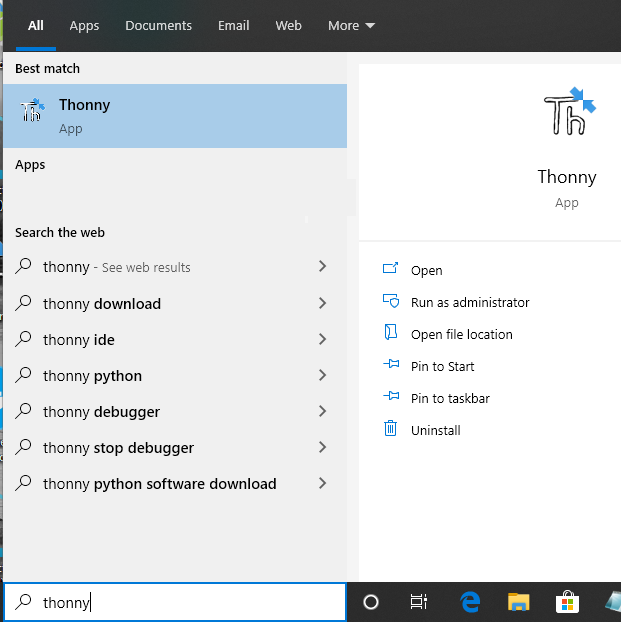 All Apps Documents Email Web More
Best match
Th
Thonny
App
Apps
Search the web
thonny - See web results
thonny download
thonny ide
thonny python
thonny debugger
thonny stop debugger
thonny python software download
thonny
Th
Thonny
App
Open
Run as administrator
Open file location
Pin to Start
Pin to taskbar
Uninstall